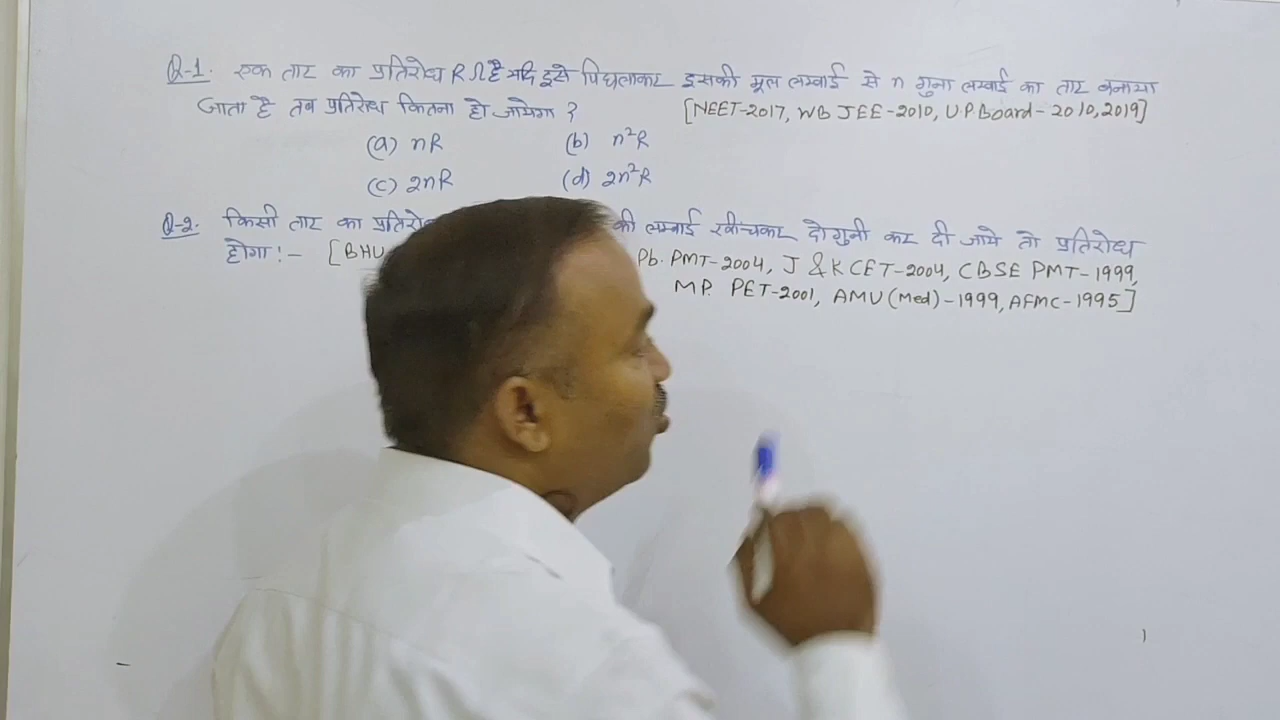 Q-1. एक तार का प्रतिरोध R Ω है यदि इसे पिघलाकर इसकी मूल लम्बाई से n गुना लम्बाई का तार बनाया
जाता है तब प्रतिरोध कितना हो जायेगा ? [NEET-2017, WB JEE-2010, U.P.Board-2010,2019]
(a) nR (b) n²R
(c) 2nR (d) 2n²R
Q-2. किसी तार का की लम्बाई खींचकर दोगुनी कर दी जाये तो प्रतिरोध
होगा:- [BHU Pb. PMT-2004, J & K CET-2004, CBSE PMT-1999,
MP. PET-2001, AMU(Med)-1999, AFMC-1995]